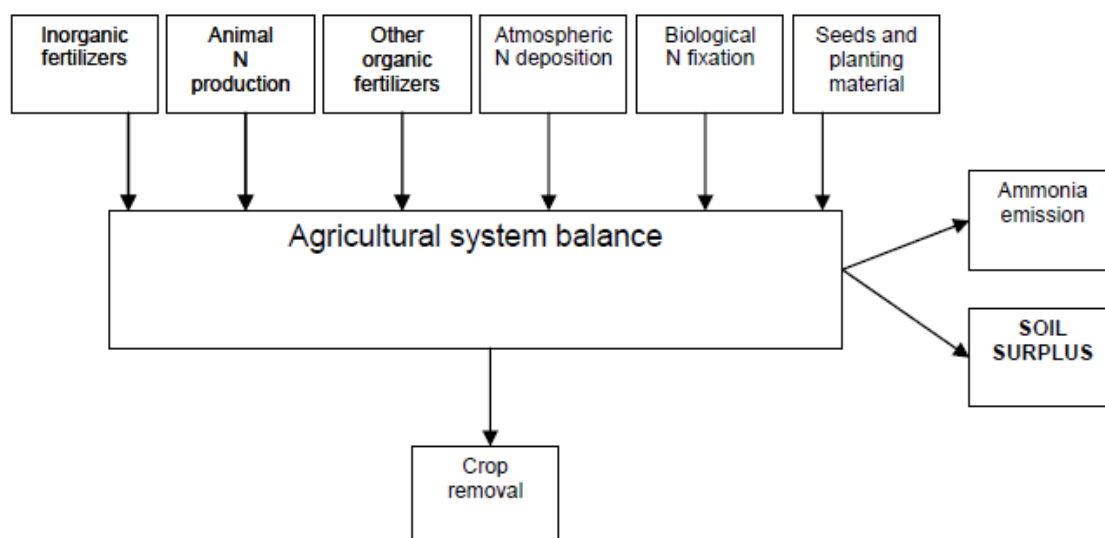 Inorganic
fertilizers
Animal
N
production
Other
organic
fertilizers
Atmospheric
N deposition
Biological
N fixation
Seeds and
planting
material
Agricultural system balance
Ammonia
emission
SOIL
SURPLUS
Crop
removal